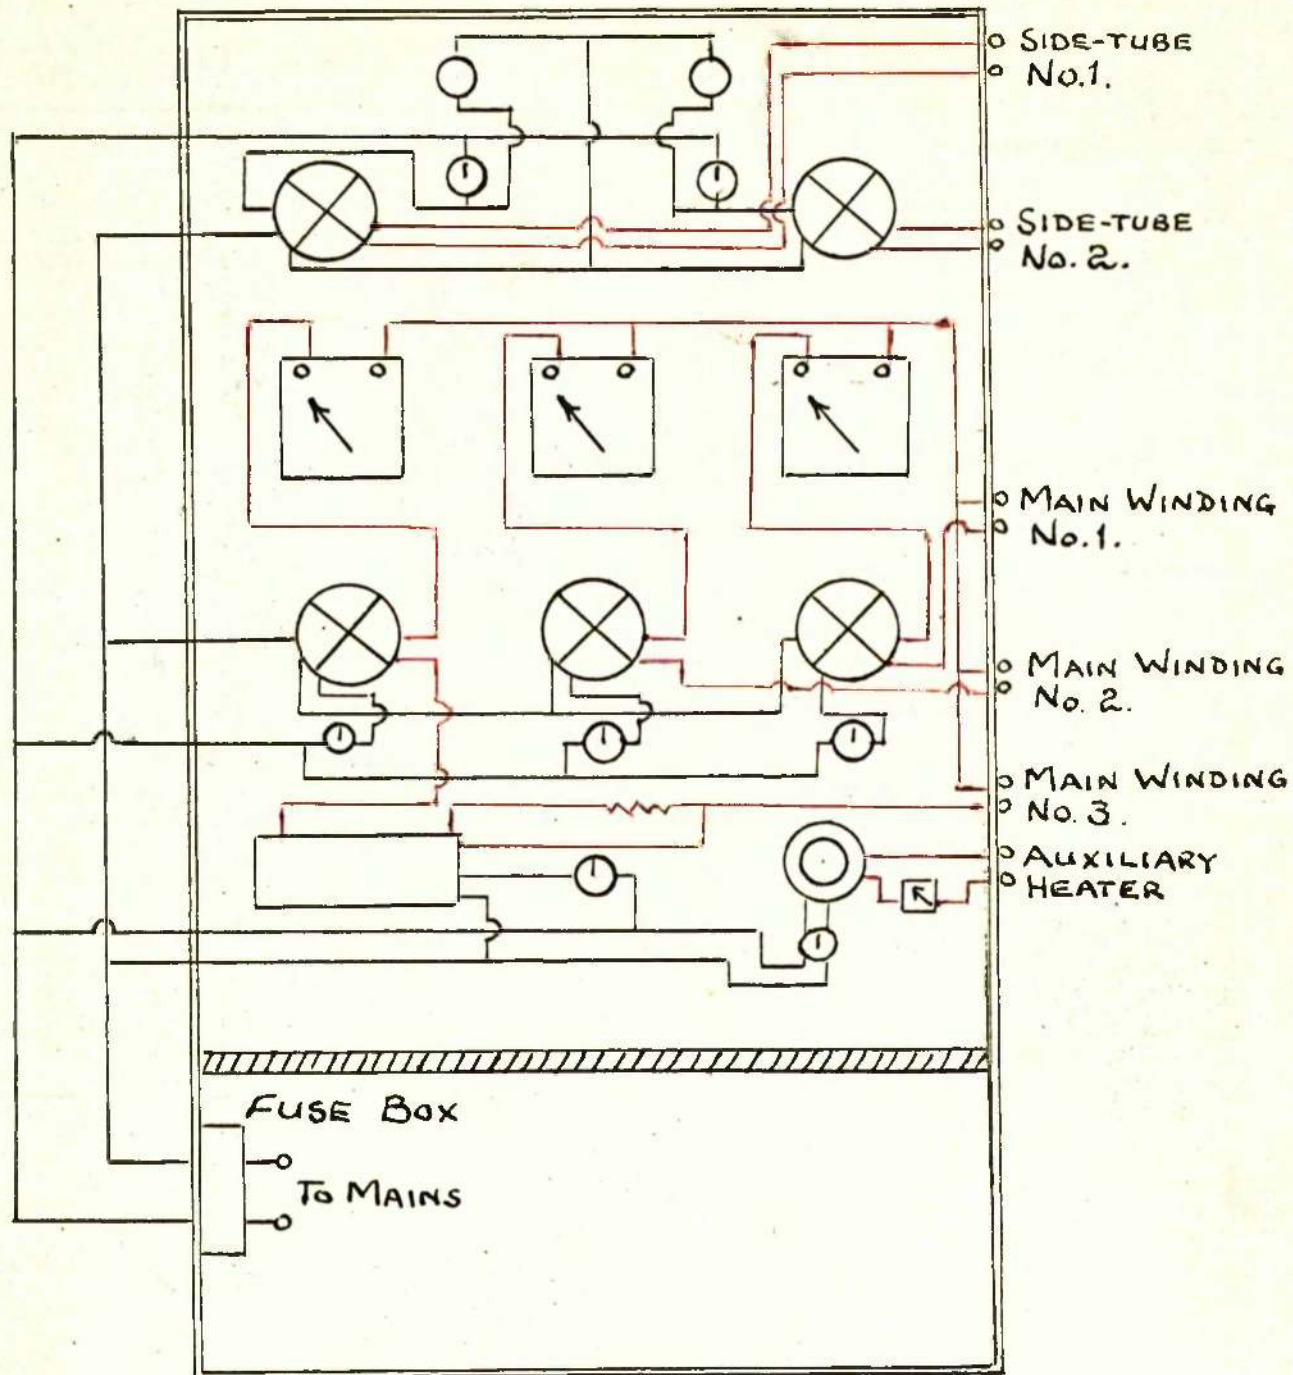 SIDE-TUBE
No.1.
SIDE-TUBE
No.2.
MAIN WINDING
No.1.
MAIN WINDING
No.2.
MAIN WINDING
No.3.
AUXILIARY
HEATER
FUSE BOX
TO MAINS